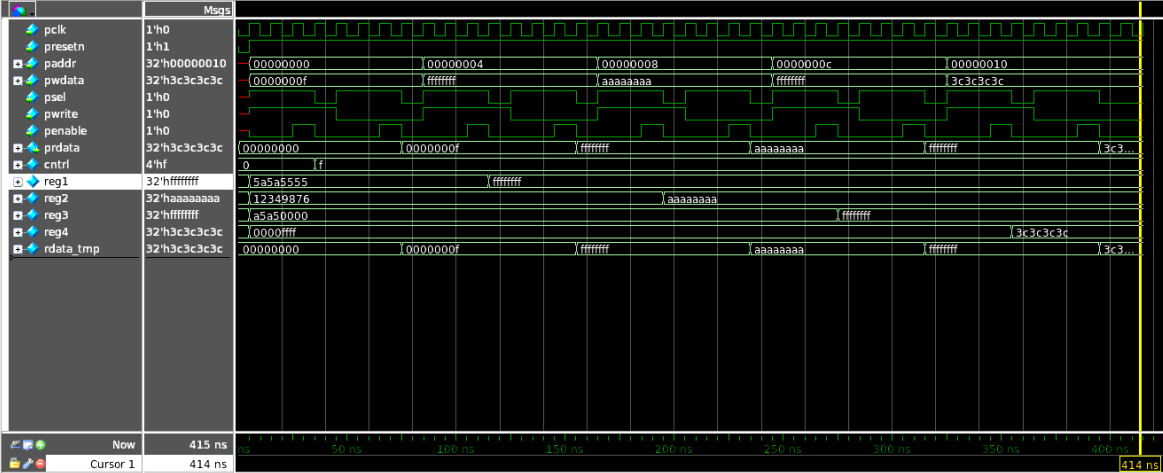 Msgs
pclk 1'h0
presetn 1'h1
paddr 32'h00000010 00000000 00000004 00000008 0000000c 00000010
pwdata 32'h3c3c3c3c 0000000f ffffffff aaaaaaaa ffffffff 3c3c3c3c
psel 1'h0
pwrite 1'h0
penable 1'h0
prdata 32'h3c3c3c3c 00000000 0000000f ffffffff aaaaaaaa ffffffff 3c3...
cntrl 4'hf 0 f
reg1 32'hffffffff 5a5a5555 ffffffff
reg2 32'haaaaaaaa 12349876 aaaaaaaa
reg3 32'hffffffff a5a50000 ffffffff
reg4 32'h3c3c3c3c 0000ffff 3c3c3c3c
rdata_tmp 32'h3c3c3c3c 00000000 0000000f ffffffff aaaaaaaa ffffffff 3c3...
Now 415 ns ns 50 ns 100 ns 150 ns 200 ns 250 ns 300 ns 350 ns 400 ns
Cursor 1 414 ns 414 ns